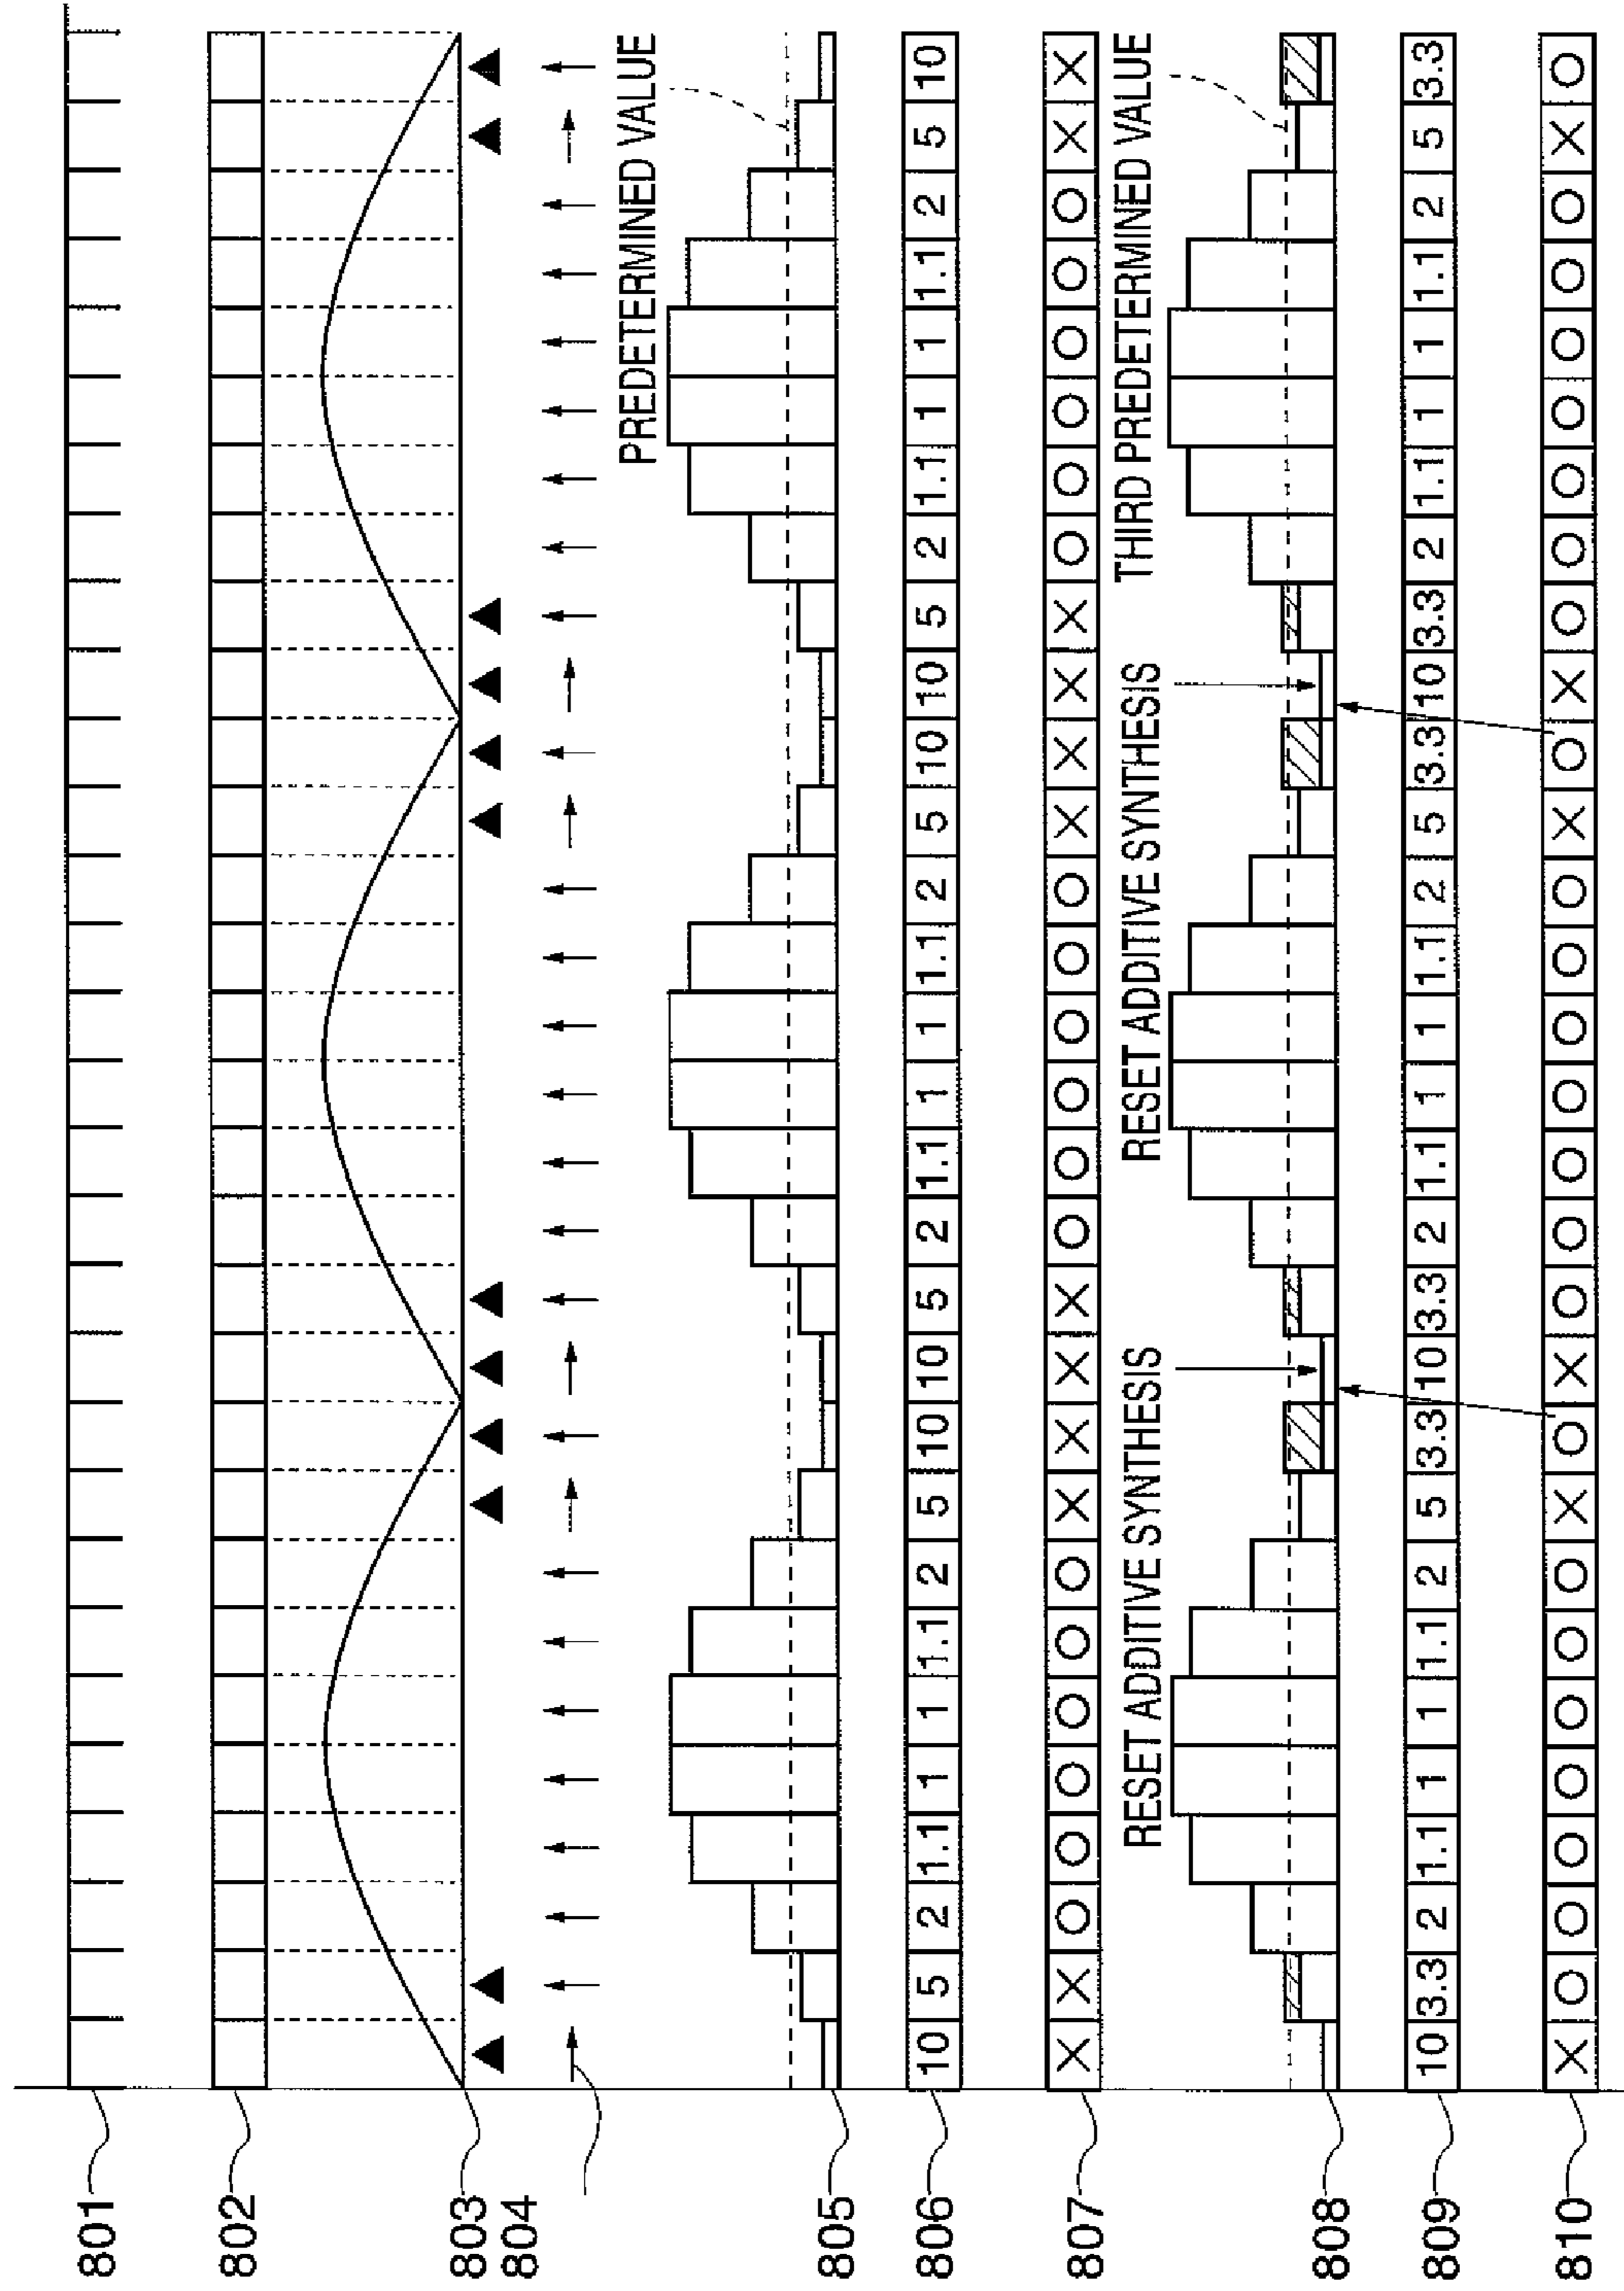 801
802
803
804
PREDETERMINED VALUE
805
806 10 5 2 1.1 1 1 1.1 2 5 10 10 5 2 1.1 1 1 1.1 2 5 10 10 5 2 1.1 1 1 1.1 2 5 10
807 X X O O O O O O X X X X O O O O O O X X X X O O O O O O X X
RESET ADDITIVE SYNTHESIS
RESET ADDITIVE SYNTHESIS
THIRD PREDETERMINED VALUE
808
809 10 3.3 2 1.1 1 1 1.1 2 5 3.3 10 3.3 2 1.1 1 1 1.1 2 5 3.3 10 3.3 2 1.1 1 1 1.1 2 5 3.3
810 X O O O O O O O X O X O O O O O O O X O X O O O O O O O X O